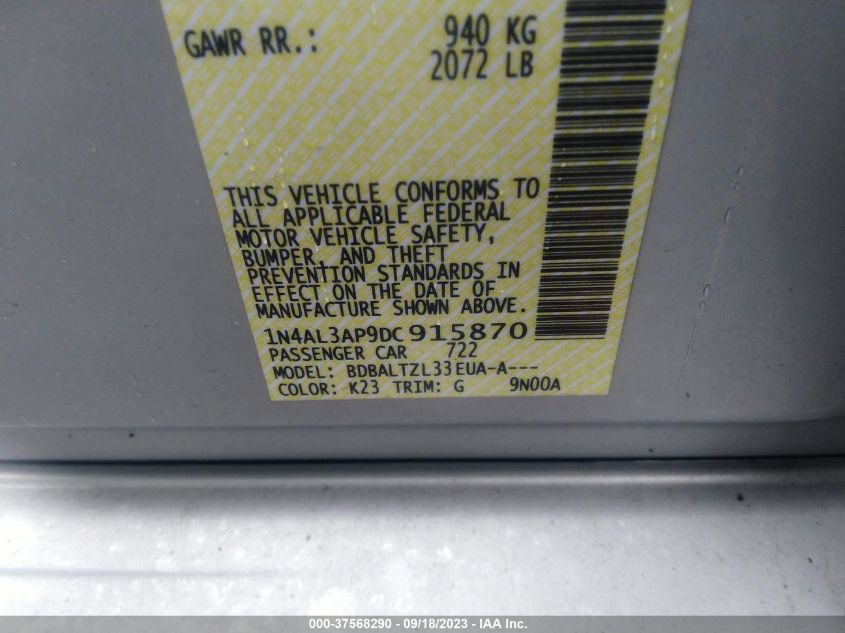 GAWR RR.: 940 KG
2072 LB
THIS VEHICLE CONFORMS TO
ALL APPLICABLE FEDERAL
MOTOR VEHICLE SAFETY,
BUMPER, AND THEFT
PREVENTION STANDARDS IN
EFFECT ON THE DATE OF
MANUFACTURE SHOWN ABOVE.
1N4AL3AP9DC915870
PASSENGER CAR 722
MODEL: BDBALTZL33EUA-A---
COLOR: K23 TRIM: G 9N00A
000-37568290 - 09/18/2023 - IAA Inc.